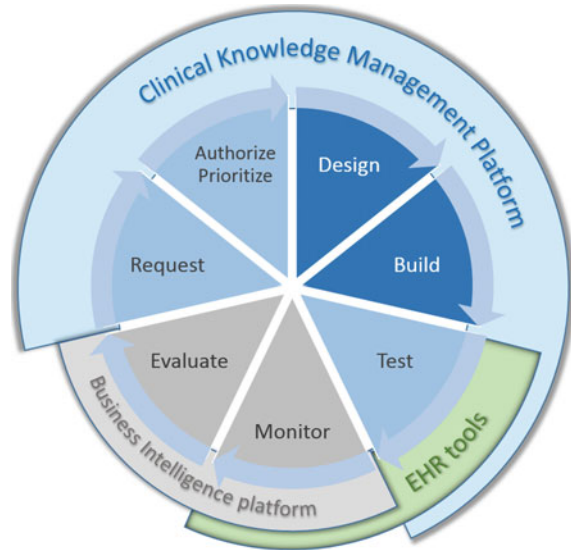 Clinical Knowledge Management Platform
Authorize
Prioritize
Design
Request
Build
Evaluate
Test
Monitor
Business Intelligence platform
EHR tools